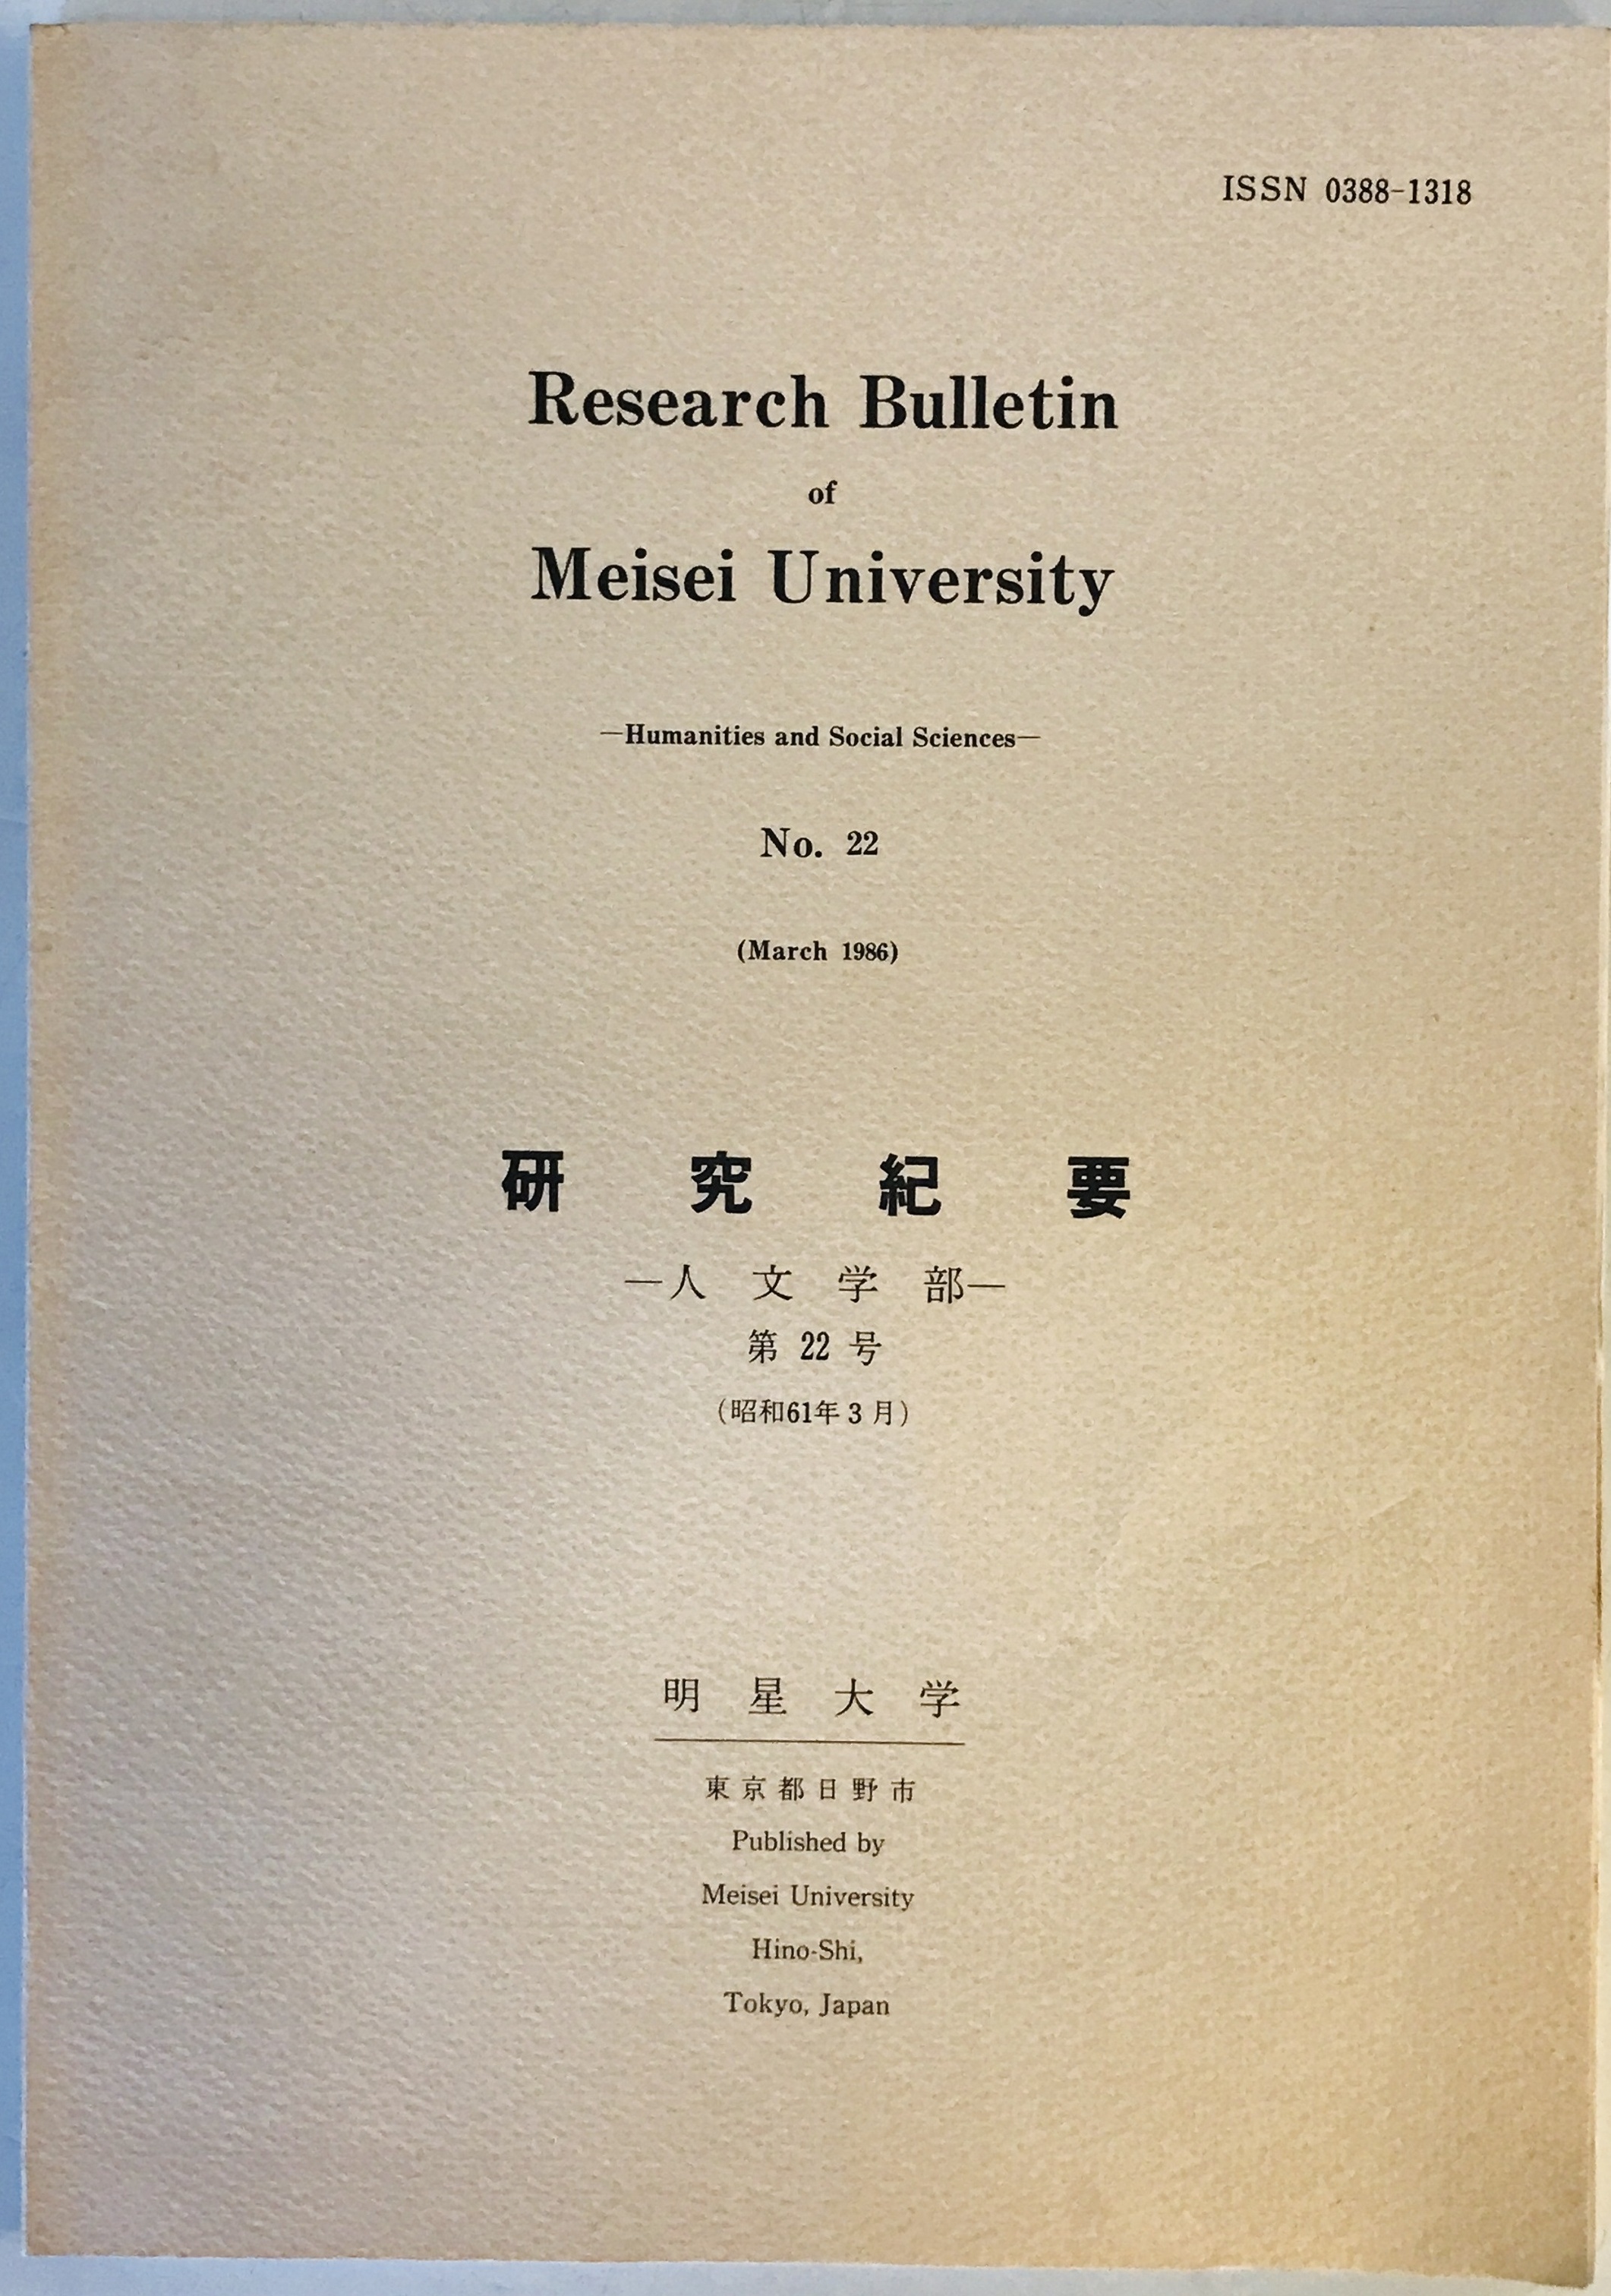 ISSN 0388-1318
Research Bulletin
of
Meisei University
—Humanities and Social Sciences—
No. 22
(March 1986)
研究紀要
—人文学部—
第22号
(昭和61年3月)
明星大学
東京都日野市
Published by
Meisei University
Hino-Shi,
Tokyo, Japan